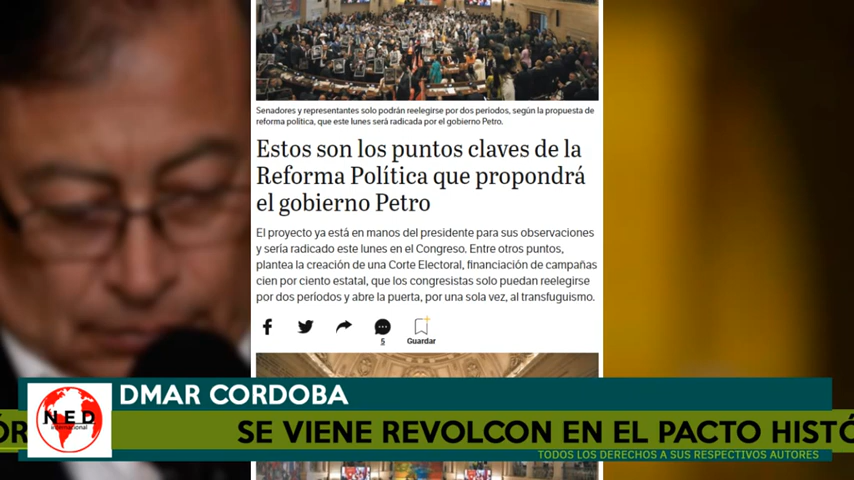 Senadores y representantes solo podrán reelegirse por dos periodos, según la propuesta de
reforma política, que este lunes será radicada por el gobierno Petro.
Estos son los puntos claves de la
Reforma Política que propondrá
el gobierno Petro
El proyecto ya está en manos del presidente para sus observaciones
y sería radicado este lunes en el Congreso. Entre otros puntos,
plantea la creación de una Corte Electoral, financiación de campañas
cien por ciento estatal, que los congresistas solo puedan reelegirse
por dos períodos y abre la puerta, por una sola vez, al transfuguismo.
5
Guardar
DMAR CORDOBA
NED
internacional
ÓR
SE VIENE REVOLCON EN EL PACTO HISTÓ
TODOS LOS DERECHOS A SUS RESPECTIVOS AUTORES